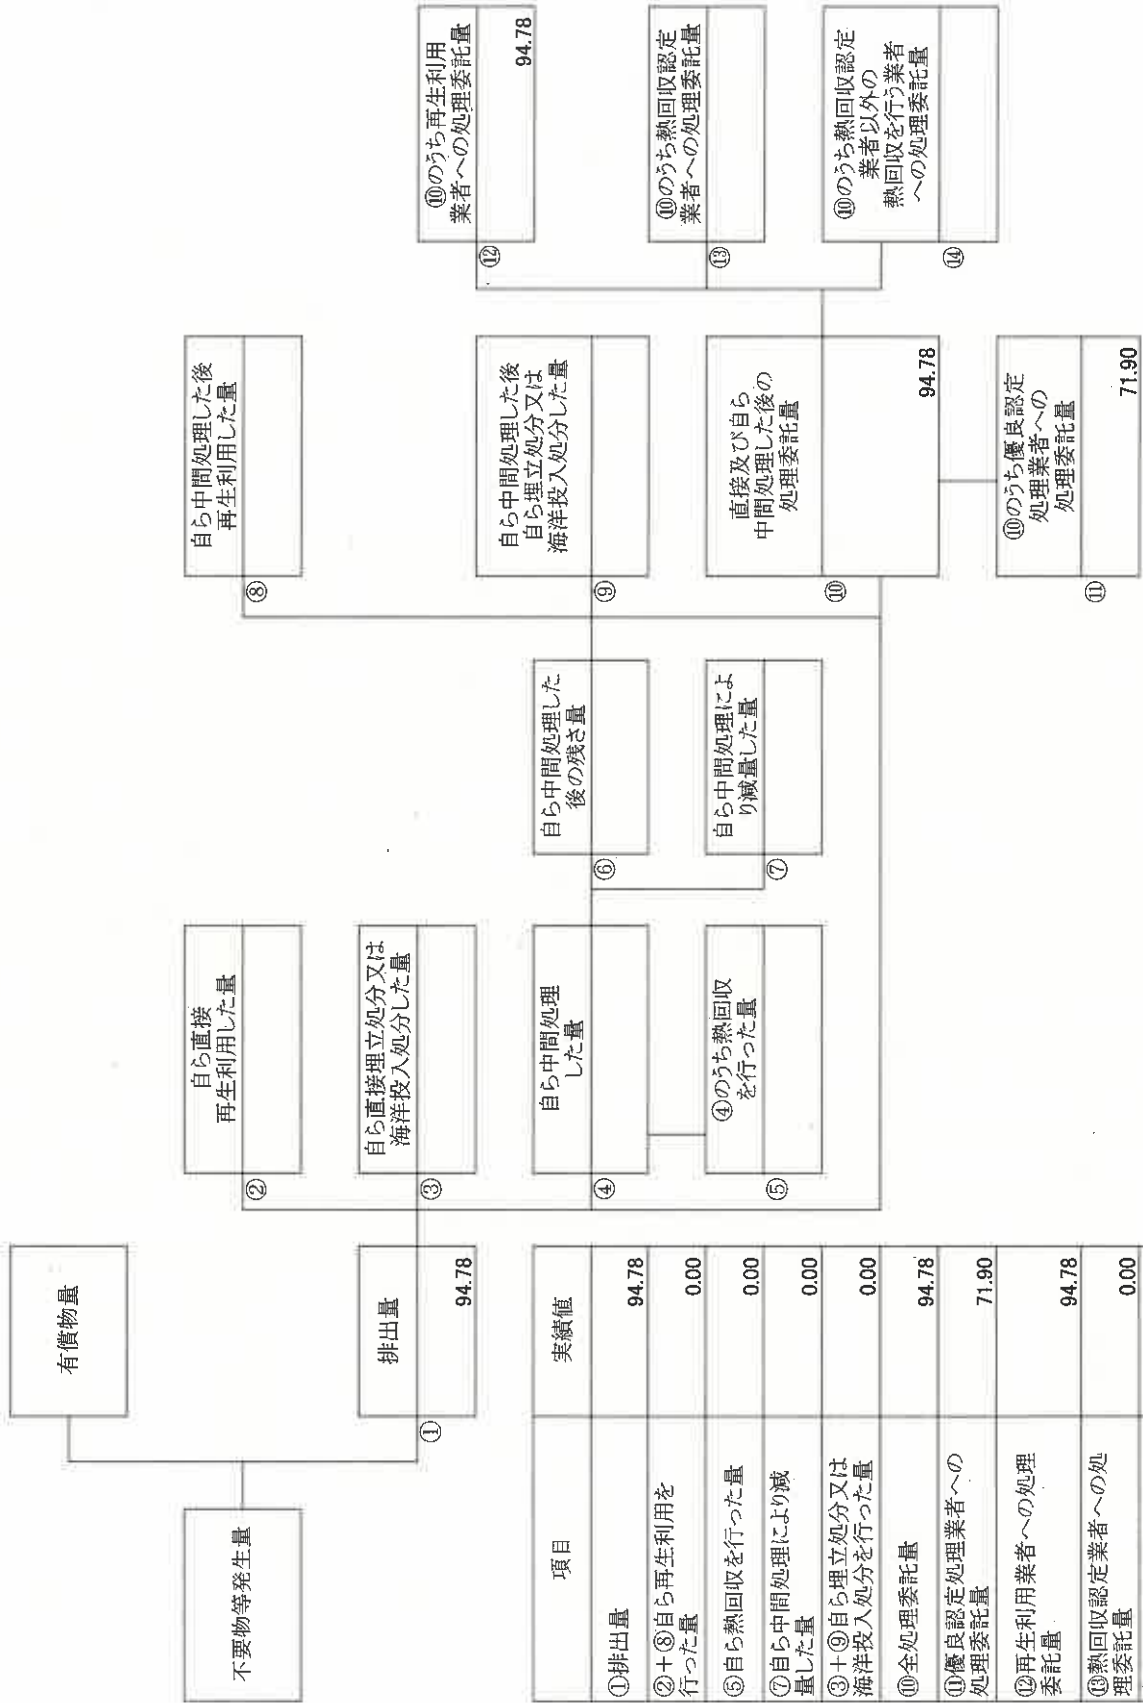 有償物量
不要物等発生量
排出量
①
94.78
自ら直接
再生利用した量
②
自ら直接埋立処分又は
海洋投入処分した量
③
自ら中間処理
した量
④
④のうち熱回収
を行った量
⑤
自ら中間処理した
後の残さ量
⑥
自ら中間処理によ
り減量した量
⑦
自ら中間処理した後
再生利用した量
⑧
自ら中間処理した後
自ら埋立処分又は
海洋投入処分した量
⑨
直接及び自ら
中間処理した後の
処理委託量
⑩
94.78
⑩のうち優良認定
処理業者への
処理委託量
⑪
71.90
⑩のうち再生利用
業者への処理委託量
⑫
94.78
⑩のうち熱回収認定
業者への処理委託量
⑬
⑩のうち熱回収認定
業者以外の
熱回収を行う業者
への処理委託量
⑭
項目 実績値
①排出量 94.78
②+⑧自ら再生利用を
行った量 0.00
⑤自ら熱回収を行った量 0.00
⑦自ら中間処理により減
量した量 0.00
③+⑨自ら埋立処分又は
海洋投入処分を行った量 0.00
⑩全処理委託量 94.78
⑪優良認定処理業者への
処理委託量 71.90
⑫再生利用業者への処理
委託量 94.78
⑬熱回収認定業者への処
理委託量 0.00